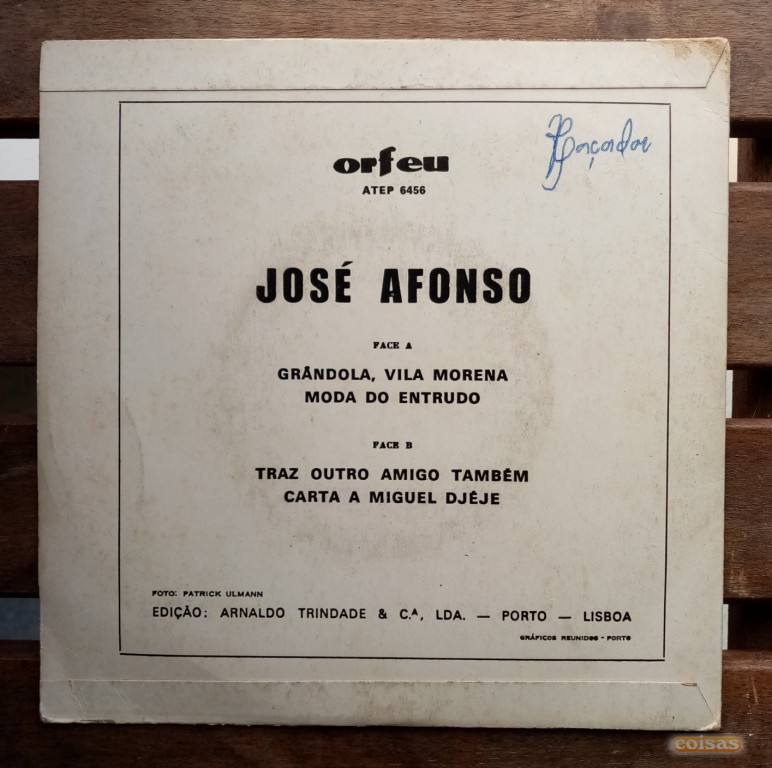 orfeu
ATEP 6456
JOSÉ AFONSO
FACE A
GRÂNDOLA, VILA MORENA
MODA DO ENTRUDO
FACE B
TRAZ OUTRO AMIGO TAMBÉM
CARTA A MIGUEL DJÉJE
FOTO: PATRICK ULMANN
EDIÇÃO: ARNALDO TRINDADE & C.ª, LDA. — PORTO — LISBOA
GRÁFICOS REUNIDOS - PORTO
coisas